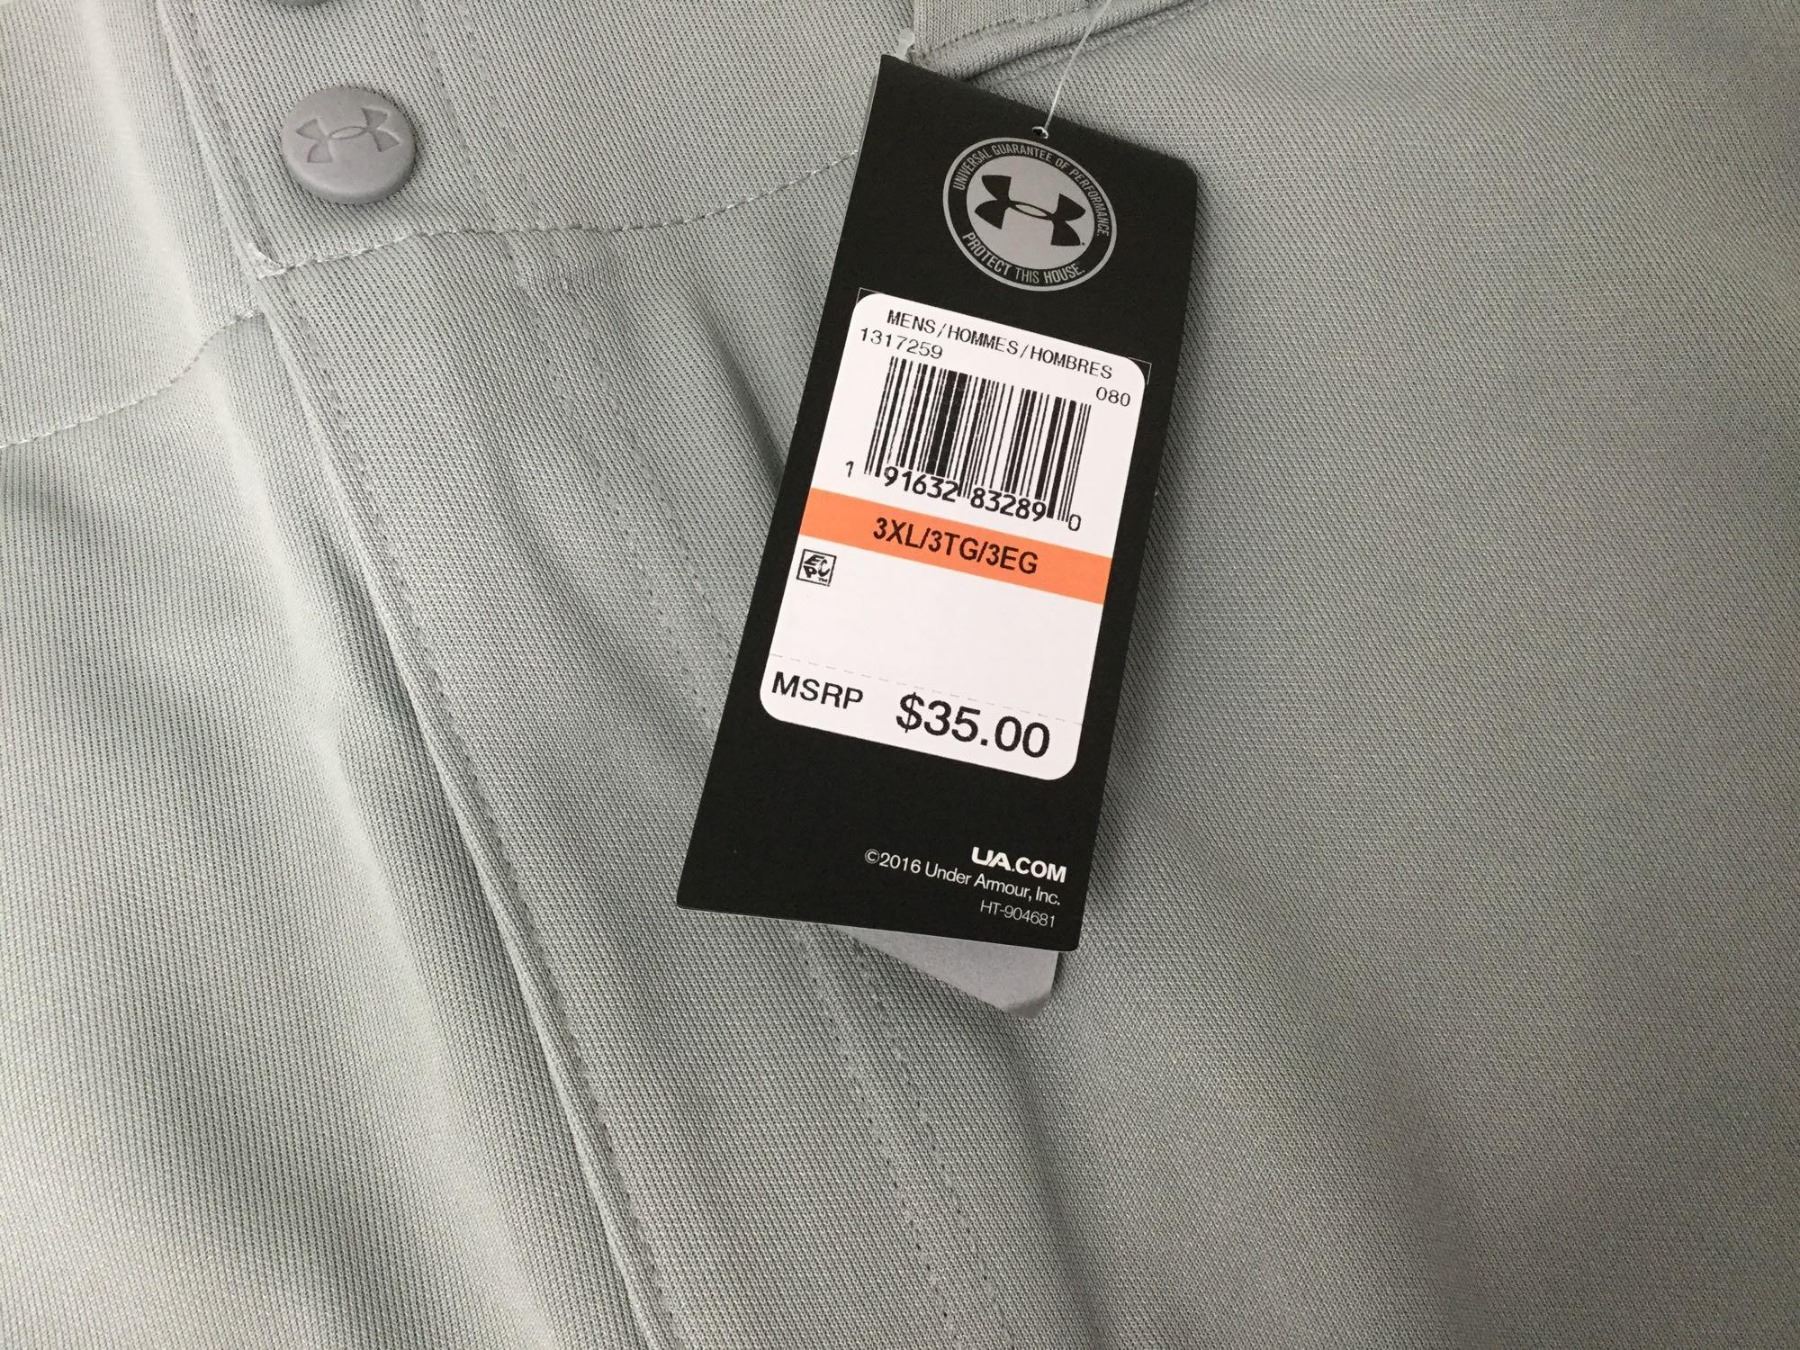 UNIVERSAL GUARANTEE OF PERFORMANCE.
PROTECT THIS HOUSE.
MENS/HOMMES/HOMBRES
1317259
080
1 91632 83289 0
3XL/3TG/3EG
ECPC™
MSRP $35.00
UA.COM
©2016 Under Armour, Inc.
HT-904681